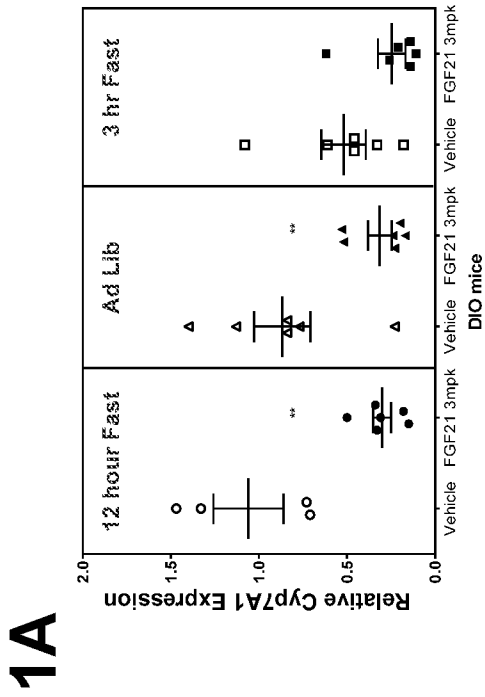 1A
12 hour Fast
Ad Lib
3 hr Fast
Relative Cyp7A1 Expression
2.0
1.5
1.0
0.5
0.0
**
**
Vehicle FGF21 3mpk Vehicle FGF21 3mpk Vehicle FGF21 3mpk
DIO mice